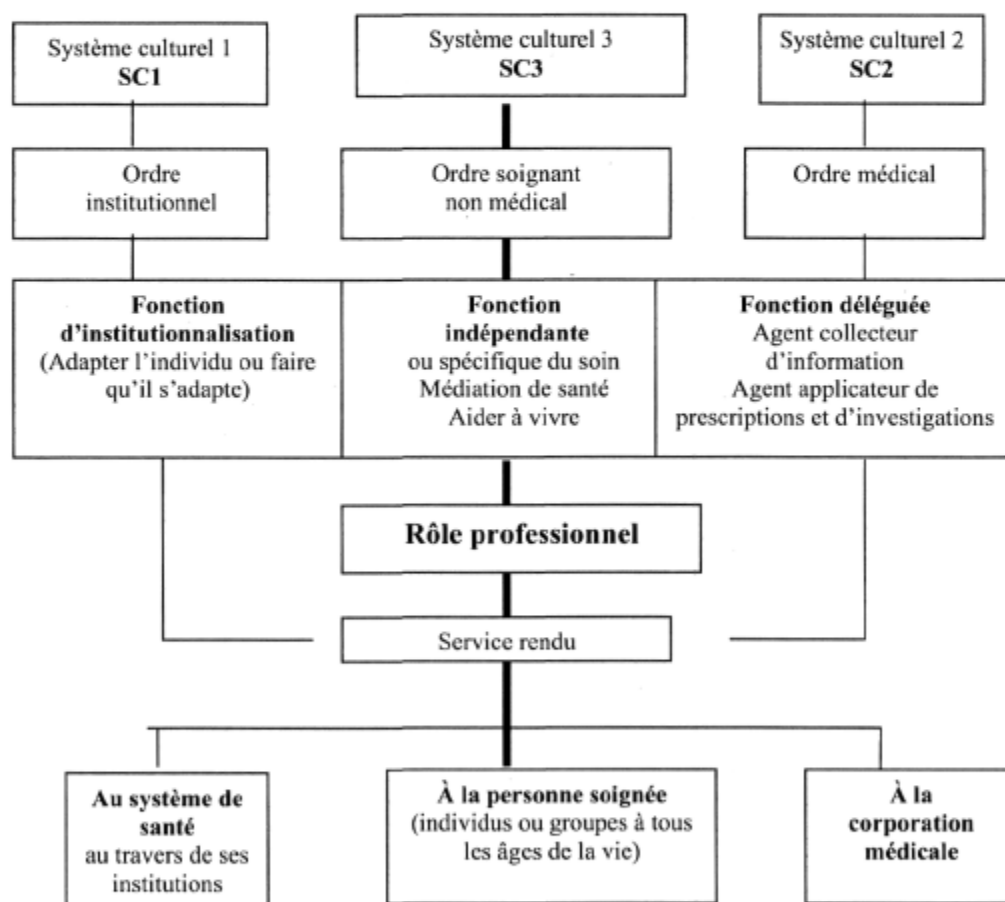 Système culturel 1
SC1
Système culturel 3
SC3
Système culturel 2
SC2
Ordre
institutionnel
Ordre soignant
non médical
Ordre médical
Fonction
d'institutionnalisation
(Adapter l'individu ou faire
qu'il s'adapte)
Fonction
indépendante
ou spécifique du soin
Médiation de santé
Aider à vivre
Fonction déléguée
Agent collecteur
d'information
Agent applicateur de
prescriptions et d'investigations
Rôle professionnel
Service rendu
Au système de
santé
au travers de ses
institutions
À la personne soignée
(individus ou groupes à tous
les âges de la vie)
À la
corporation
médicale